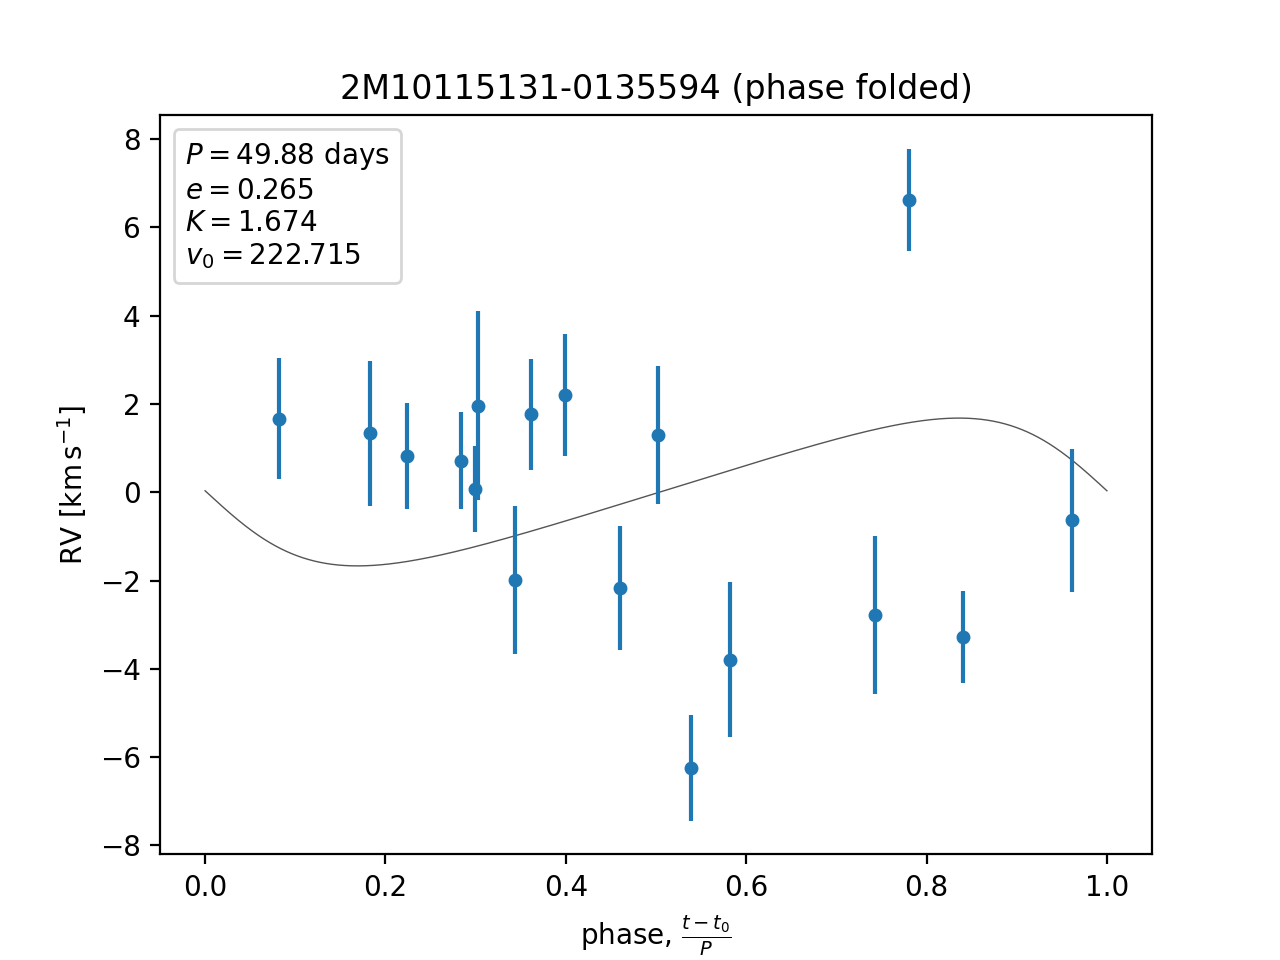 2M10115131-0135594 (phase folded)
P = 49.88 days
e = 0.265
K = 1.674
v₀ = 222.715
RV [km s⁻¹]
8
6
4
2
0
−2
−4
−6
−8
0.0 0.2 0.4 0.6 0.8 1.0
phase, (t − t₀)/P